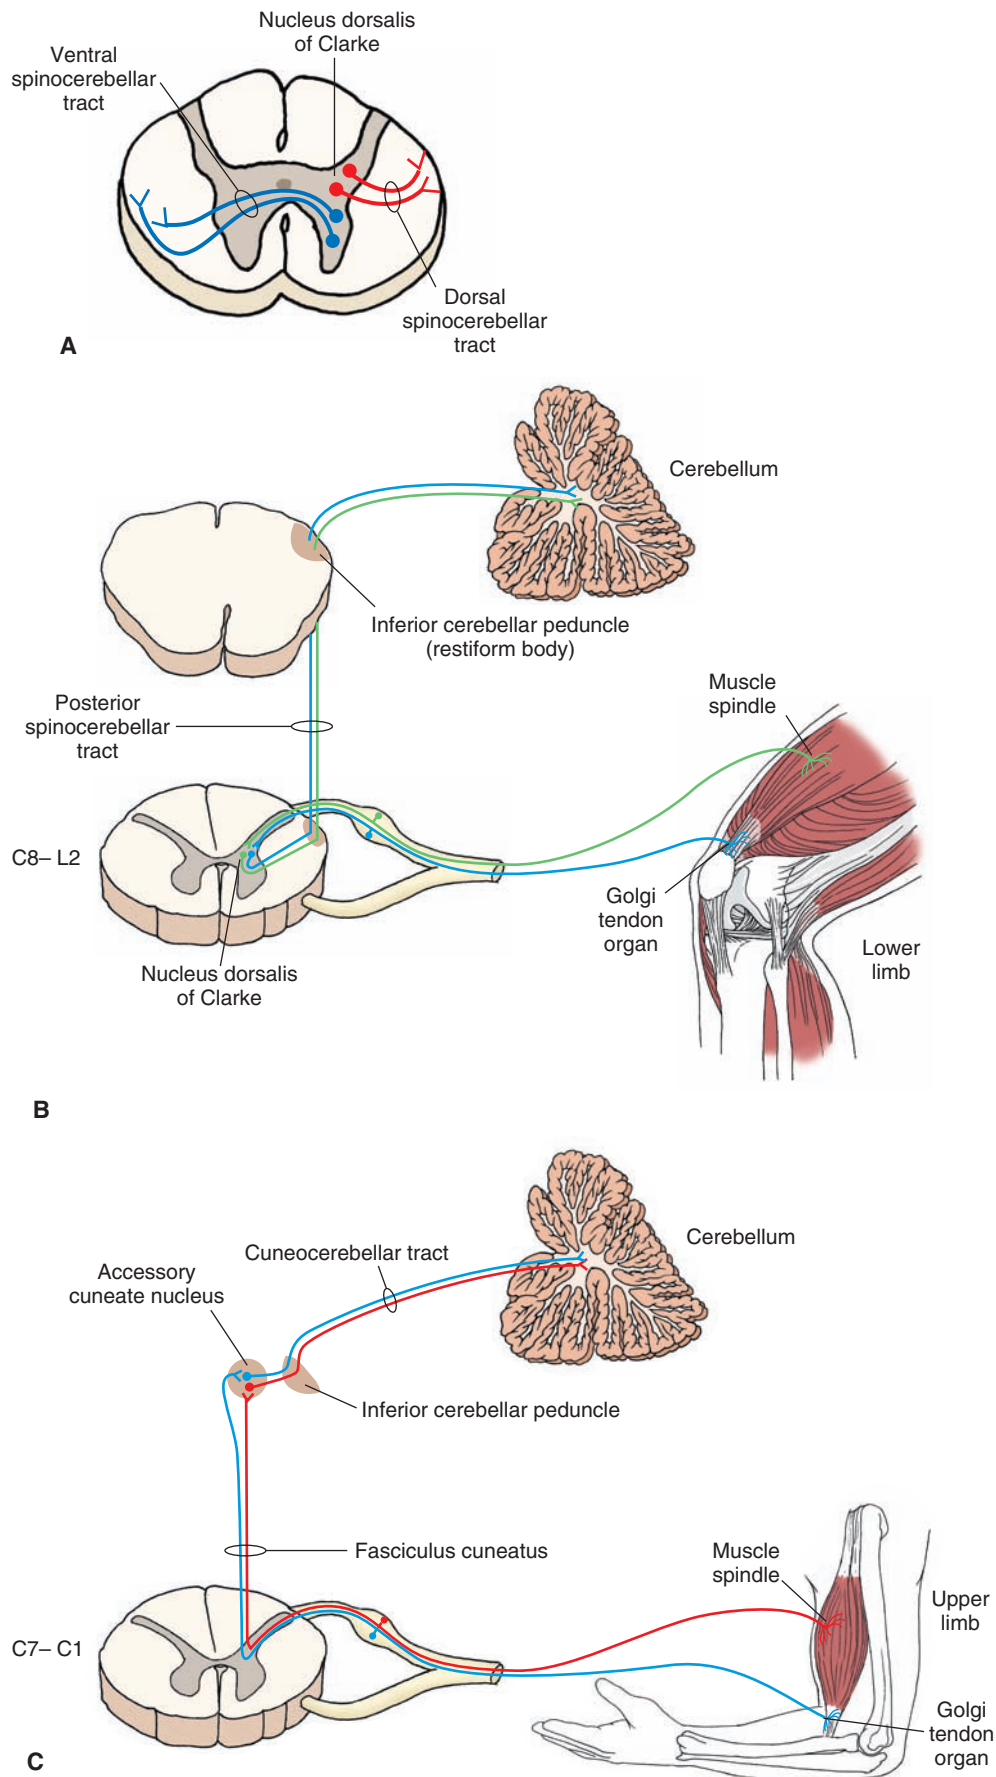 Nucleus dorsalis
of Clarke
Ventral
spinocerebellar
tract
Dorsal
spinocerebellar
tract
A
Cerebellum
Inferior cerebellar peduncle
(restiform body)
Posterior
spinocerebellar
tract
Muscle
spindle
C8– L2
Golgi
tendon
organ
Lower
limb
Nucleus dorsalis
of Clarke
B
Cerebellum
Cuneocerebellar tract
Accessory
cuneate nucleus
Inferior cerebellar peduncle
Fasciculus cuneatus
Muscle
spindle
Upper
limb
C7– C1
Golgi
tendon
organ
C